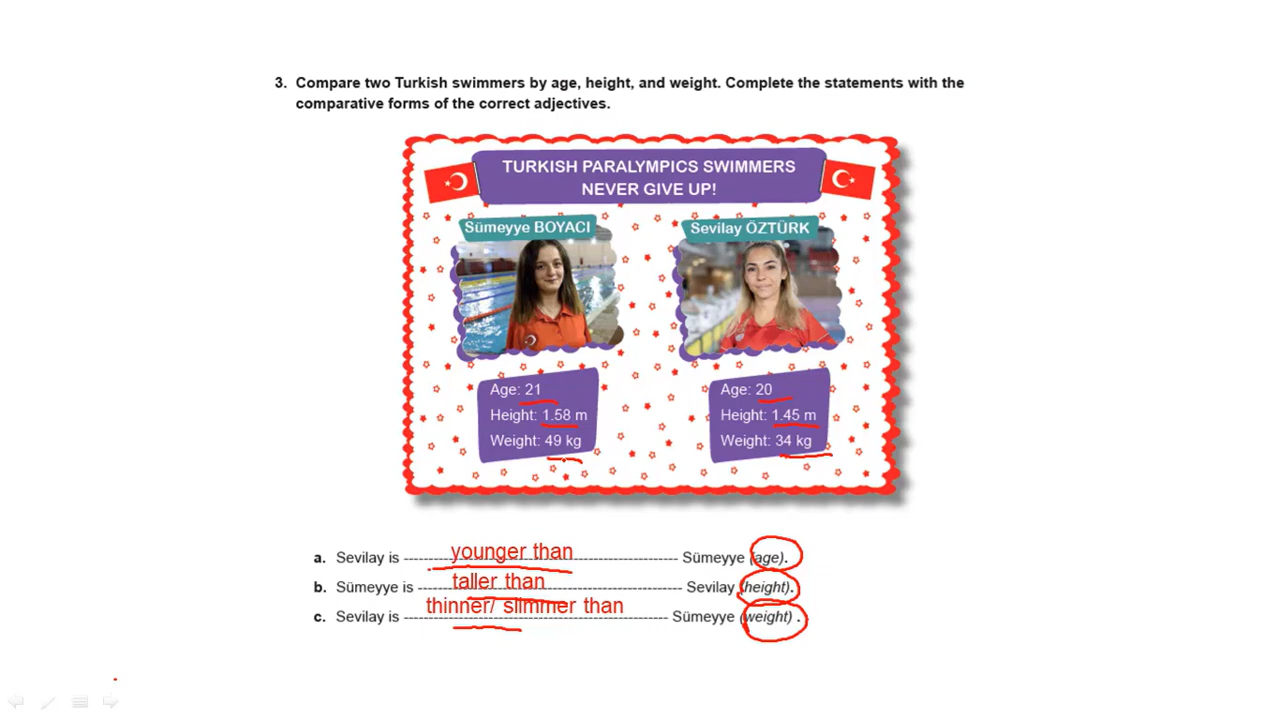 3. Compare two Turkish swimmers by age, height, and weight. Complete the statements with the
comparative forms of the correct adjectives.
TURKISH PARALYMPICS SWIMMERS
NEVER GIVE UP!
Sümeyye BOYACI
Sevilay ÖZTÜRK
Age: 21
Height: 1.58 m
Weight: 49 kg
Age: 20
Height: 1.45 m
Weight: 34 kg
a. Sevilay is younger than Sümeyye (age).
b. Sümeyye is taller than Sevilay (height).
c. Sevilay is thinner/ slimmer than Sümeyye (weight) .